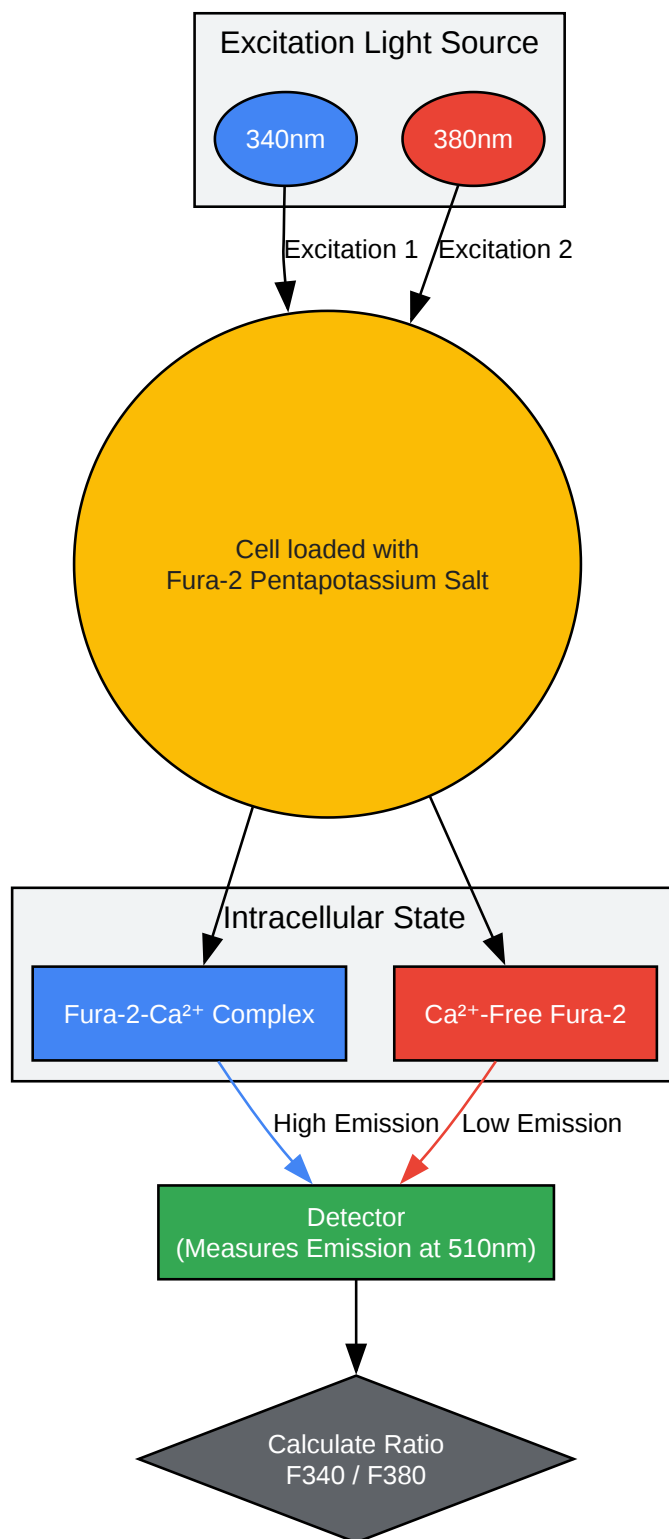 Excitation Light Source
340nm
380nm
Excitation 1
Excitation 2
Cell loaded with
Fura-2 Pentapotassium Salt
Intracellular State
Fura-2-Ca²⁺ Complex
Ca²⁺-Free Fura-2
High Emission
Low Emission
Detector
(Measures Emission at 510nm)
Calculate Ratio
F340 / F380